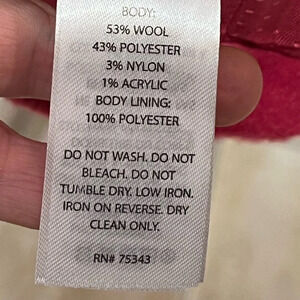 BODY:
53% WOOL
43% POLYESTER
3% NYLON
1% ACRYLIC
BODY LINING:
100% POLYESTER
DO NOT WASH. DO NOT
BLEACH. DO NOT
TUMBLE DRY. LOW IRON.
IRON ON REVERSE. DRY
CLEAN ONLY.
RN# 75343